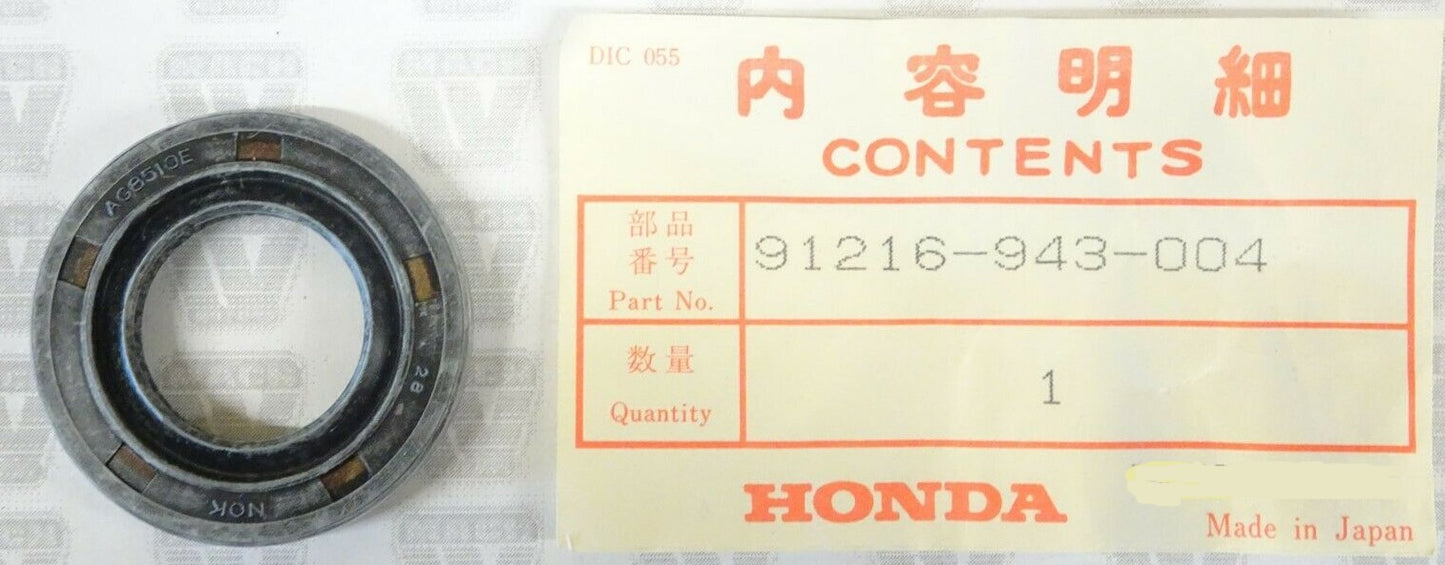 AG8510E
28
NOK
DIC 055
内容明細
CONTENTS
部品
番号
Part No.
91216-943-004
数量
Quantity
1
HONDA
Made in Japan